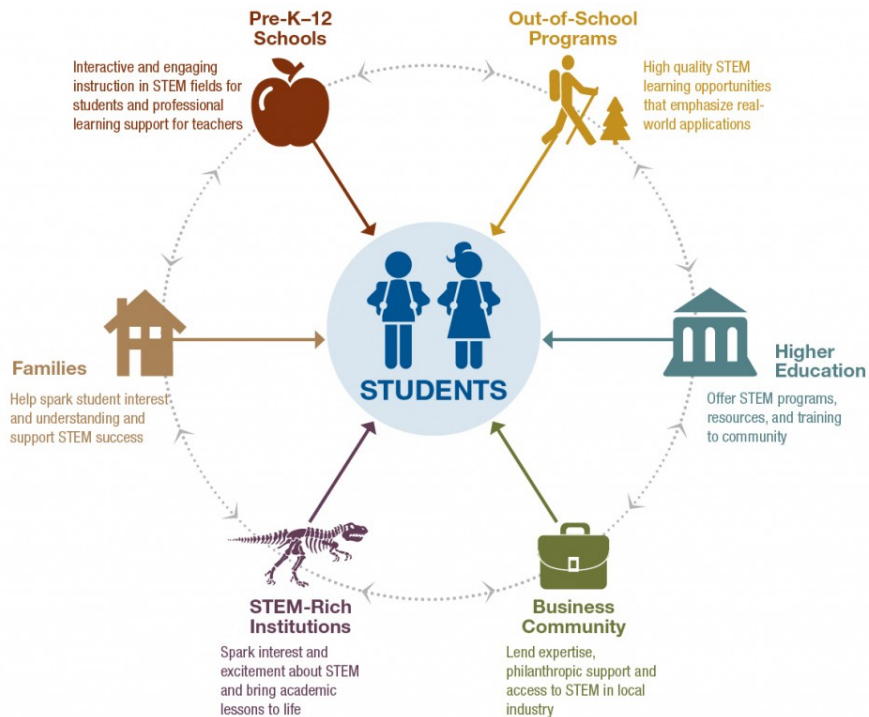 Pre-K–12
Schools
Interactive and engaging
instruction in STEM fields for
students and professional
learning support for teachers
Out-of-School
Programs
High quality STEM
learning opportunities
that emphasize real-
world applications
Families
Help spark student interest
and understanding and
support STEM success
STUDENTS
Higher
Education
Offer STEM programs,
resources, and training
to community
STEM-Rich
Institutions
Spark interest and
excitement about STEM
and bring academic
lessons to life
Business
Community
Lend expertise,
philanthropic support and
access to STEM in local
industry